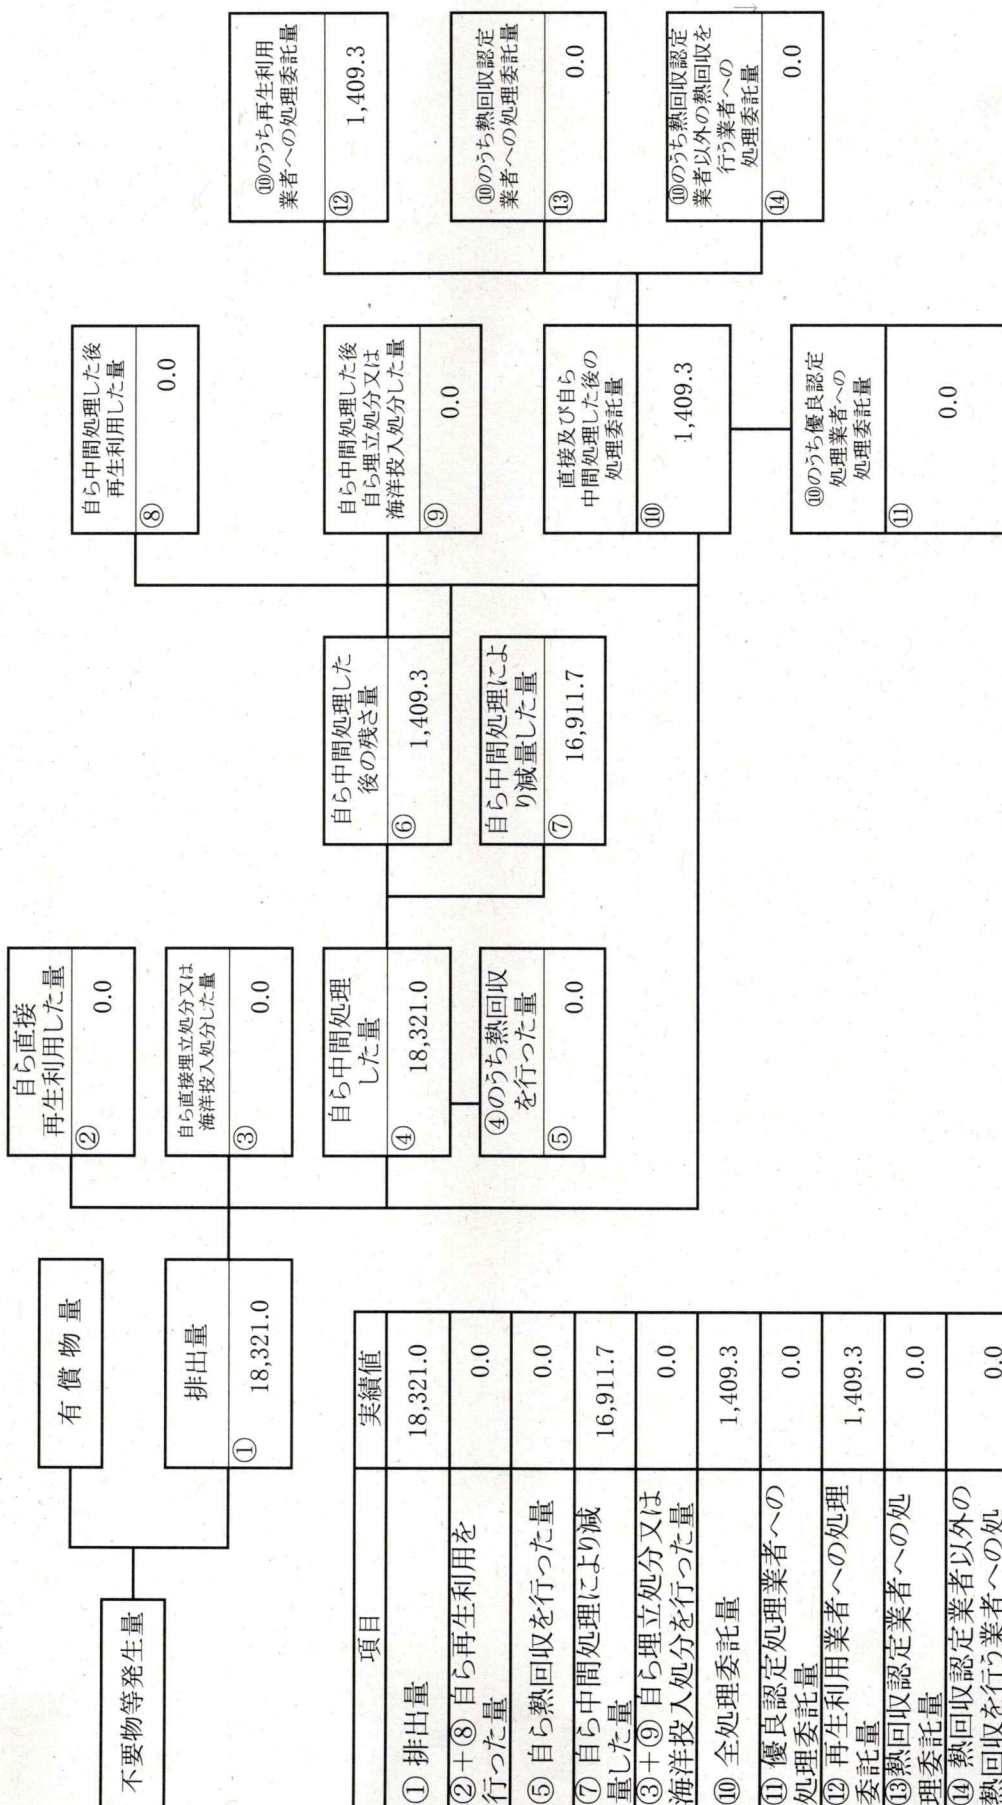 不要物等発生量
有償物量
排出量
①
18,321.0
自ら直接
再生利用した量
②
0.0
自ら直接埋立処分又は
海洋投入処分した量
③
0.0
自ら中間処理
した量
④
18,321.0
④のうち熱回収
を行った量
⑤
0.0
自ら中間処理した
後の残さ量
⑥
1,409.3
自ら中間処理によ
り減量した量
⑦
16,911.7
自ら中間処理した後
再生利用した量
⑧
0.0
自ら中間処理した後
自ら埋立処分又は
海洋投入処分した量
⑨
0.0
直接及び自ら
中間処理した後の
処理委託量
⑩
1,409.3
⑩のうち優良認定
処理業者への
処理委託量
⑪
0.0
⑩のうち再生利用
業者への処理委託量
⑫
1,409.3
⑩のうち熱回収認定
業者への処理委託量
⑬
0.0
⑩のうち熱回収認定
業者以外の熱回収を
行う業者への
処理委託量
⑭
0.0
項目 実績値
① 排出量 18,321.0
②+⑧ 自ら再生利用を
行った量 0.0
⑤ 自ら熱回収を行った量 0.0
⑦ 自ら中間処理により減
量した量 16,911.7
③+⑨ 自ら埋立処分又は
海洋投入処分を行った量 0.0
⑩ 全処理委託量 1,409.3
⑪ 優良認定処理業者への
処理委託量 0.0
⑫ 再生利用業者への処理
委託量 1,409.3
⑬熱回収認定業者への処
理委託量 0.0
⑭ 熱回収認定業者以外の
熱回収を行う業者への処 0.0